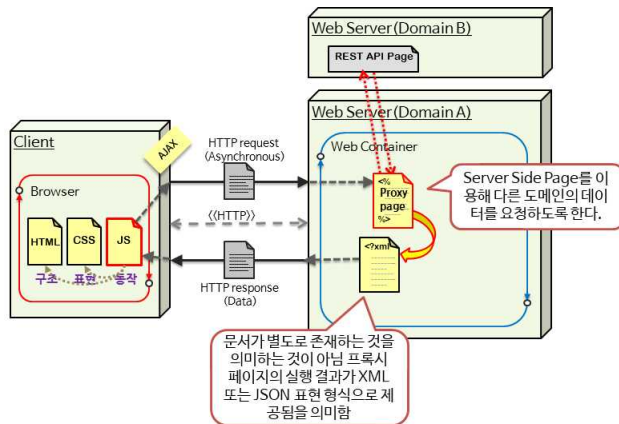 Web Server(Domain B)
REST API Page
Web Server(Domain A)
Client
AJAX
HTTP request
(Asynchronous)
Web Container
Browser
<%
Proxy
page
%>
Server Side Page를 이
용해 다른 도메인의 데이
터를 요청하도록 한다.
HTML
CSS
JS
<<HTTP>>
<?xml
구조
표현
동작
HTTP response
(Data)
문서가 별도로 존재하는 것을
의미하는 것이 아님 프록시
페이지의 실행 결과가 XML
또는 JSON 표현 형식으로 제
공됨을 의미함